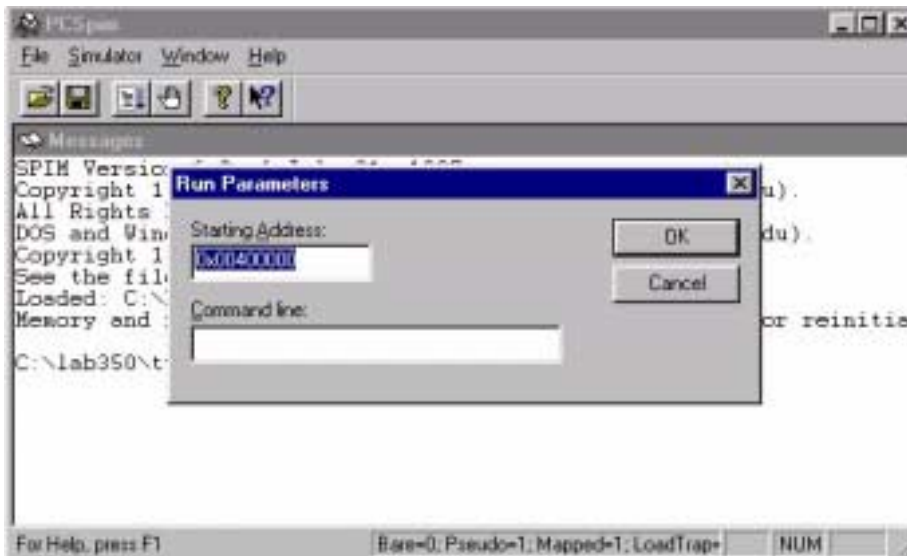 PCSpim
File Simulator Window Help
Messages
SPIM Version
Copyright 1 u).
All Rights
DOS and Win du).
Copyright 1
See the file
Loaded: C:\
Memory and or reinitia
C:\lab350\t
Run Parameters
Starting Address:
0x00400000
OK
Cancel
Command line:
For Help, press F1 Bare=0; Pseudo=1; Mapped=1; LoadTrap= NUM